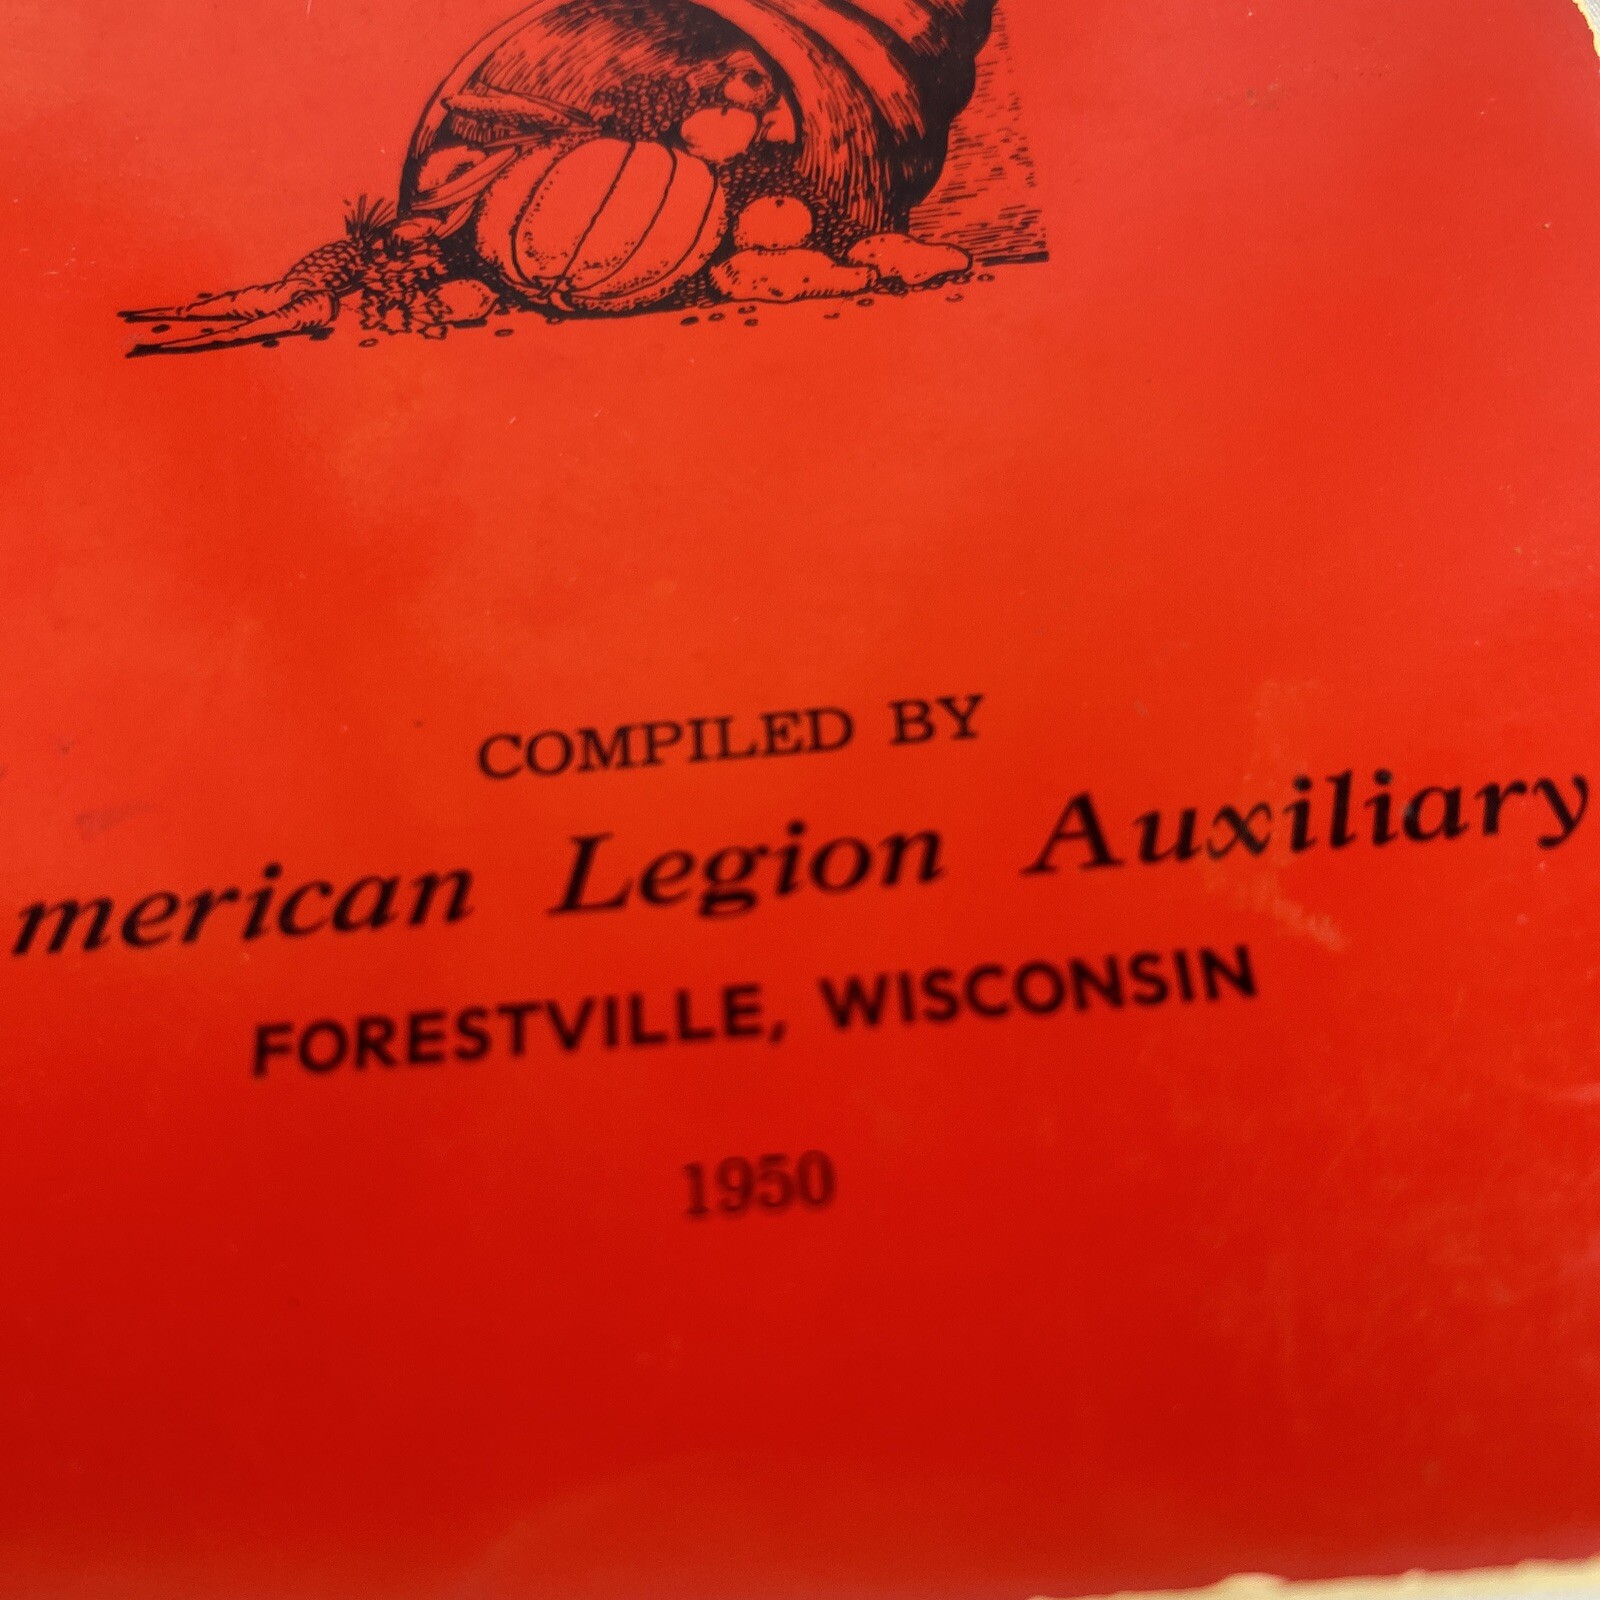 COMPILED BY
merican Legion Auxiliary
FORESTVILLE, WISCONSIN
1950